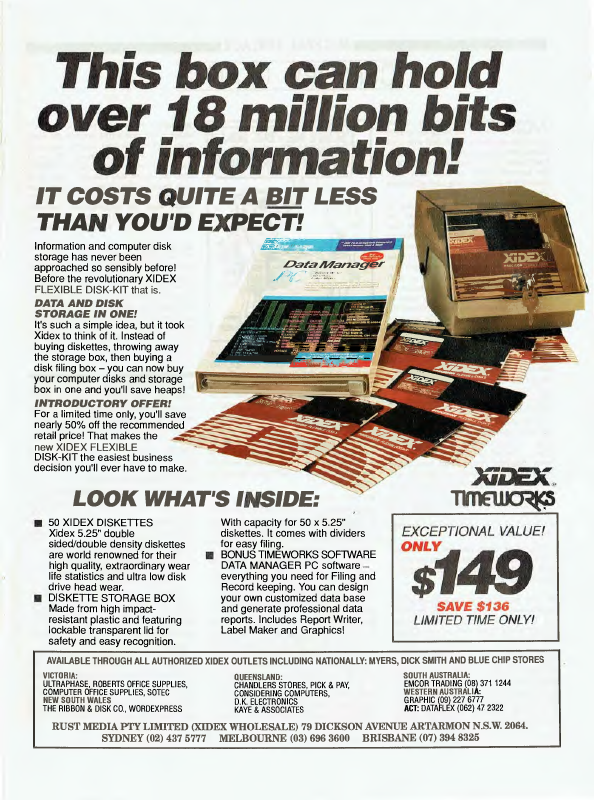 This box can hold
over 18 million bits
of information!
IT COSTS QUITE A BIT LESS
THAN YOU'D EXPECT!
Information and computer disk
storage has never been
approached so sensibly before!
Before the revolutionary XIDEX
FLEXIBLE DISK-KIT that is.
DATA AND DISK
STORAGE IN ONE!
It's such a simple idea, but it took
Xidex to think of it. Instead of
buying diskettes, throwing away
the storage box, then buying a
disk filing box – you can now buy
your computer disks and storage
box in one and you'll save heaps!
INTRODUCTORY OFFER!
For a limited time only, you'll save
nearly 50% off the recommended
retail price! That makes the
new XIDEX FLEXIBLE
DISK-KIT the easiest business
decision you'll ever have to make.
Data Manager
XIDEX
XIDEX
XIDEX
XIDEX
XIDEX
XIDEX
TIMEWORKS
LOOK WHAT'S INSIDE:
■ 50 XIDEX DISKETTES
Xidex 5.25" double
sided/double density diskettes
are world renowned for their
high quality, extraordinary wear
life statistics and ultra low disk
drive head wear.
■ DISKETTE STORAGE BOX
Made from high impact-
resistant plastic and featuring
lockable transparent lid for
safety and easy recognition.
With capacity for 50 x 5.25"
diskettes. It comes with dividers
for easy filing.
■ BONUS TIMEWORKS SOFTWARE
DATA MANAGER PC software –
everything you need for Filing and
Record keeping. You can design
your own customized data base
and generate professional data
reports. Includes Report Writer,
Label Maker and Graphics!
EXCEPTIONAL VALUE!
ONLY
$149
SAVE $136
LIMITED TIME ONLY!
AVAILABLE THROUGH ALL AUTHORIZED XIDEX OUTLETS INCLUDING NATIONALLY: MYERS, DICK SMITH AND BLUE CHIP STORES
VICTORIA:
ULTRAPHASE, ROBERTS OFFICE SUPPLIES,
COMPUTER OFFICE SUPPLIES, SOTEC
NEW SOUTH WALES
THE RIBBON & DISK CO., WORDEXPRESS
QUEENSLAND:
CHANDLERS STORES, PICK & PAY,
CONSIDERING COMPUTERS,
D.K. ELECTRONICS
KAYE & ASSOCIATES
SOUTH AUSTRALIA:
EMCOR TRADING (08) 371 1244
WESTERN AUSTRALIA:
GRAPHIC (09) 227 6777
ACT: DATAFLEX (062) 47 2322
RUST MEDIA PTY LIMITED (XIDEX WHOLESALE) 79 DICKSON AVENUE ARTARMON N.S.W. 2064.
SYDNEY (02) 437 5777 MELBOURNE (03) 696 3600 BRISBANE (07) 394 8325